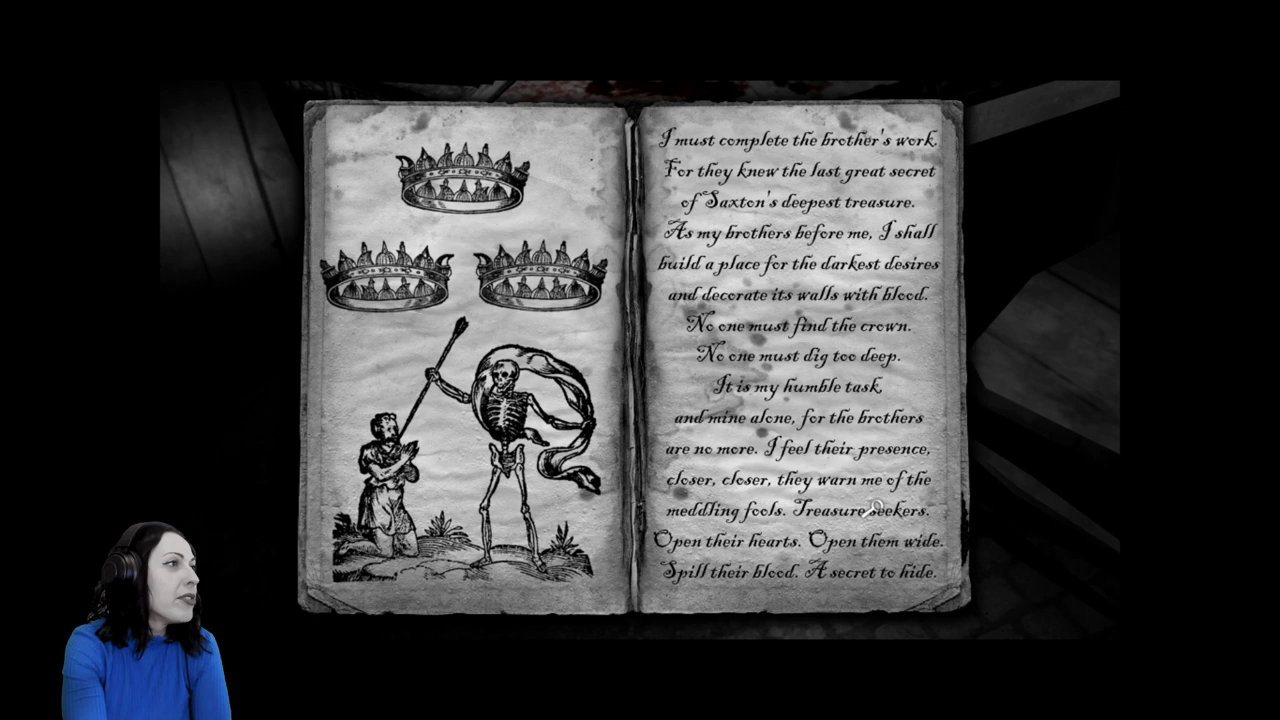 I must complete the brother's work.
For they knew the last great secret
of Saxton's deepest treasure.
As my brothers before me, I shall
build a place for the darkest desires
and decorate its walls with blood.
No one must find the crown.
No one must dig too deep.
It is my humble task,
and mine alone, for the brothers
are no more. I feel their presence,
closer, closer, they warn me of the
meddling fools. Treasure seekers.
Open their hearts. Open them wide.
Spill their blood. A secret to hide.